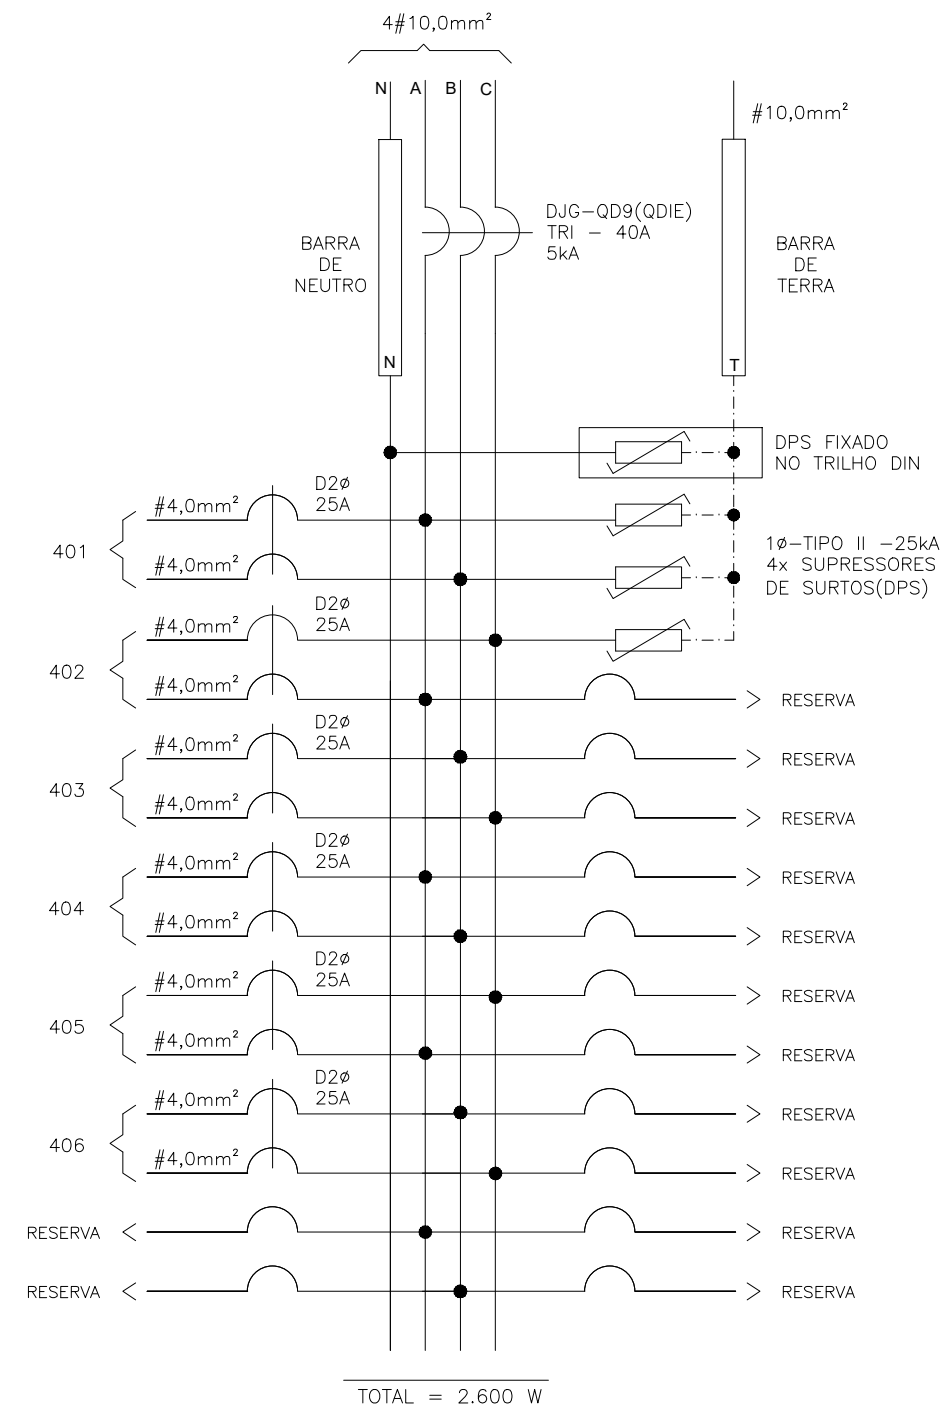 4#10,0mm²
N A B C
#10,0mm²
DJG-QD9(QDIE)
TRI - 40A
5kA
BARRA
DE
NEUTRO
BARRA
DE
TERRA
N
T
DPS FIXADO
NO TRILHO DIN
1ø-TIPO II -25kA
4x SUPRESSORES
DE SURTOS(DPS)
401
#4,0mm²
D2ø
25A
#4,0mm²
402
#4,0mm²
D2ø
25A
#4,0mm²
RESERVA
403
#4,0mm²
D2ø
25A
RESERVA
#4,0mm²
RESERVA
404
#4,0mm²
D2ø
25A
RESERVA
#4,0mm²
RESERVA
405
#4,0mm²
D2ø
25A
RESERVA
#4,0mm²
RESERVA
406
#4,0mm²
D2ø
25A
RESERVA
#4,0mm²
RESERVA
RESERVA
RESERVA
RESERVA
RESERVA
TOTAL = 2.600 W